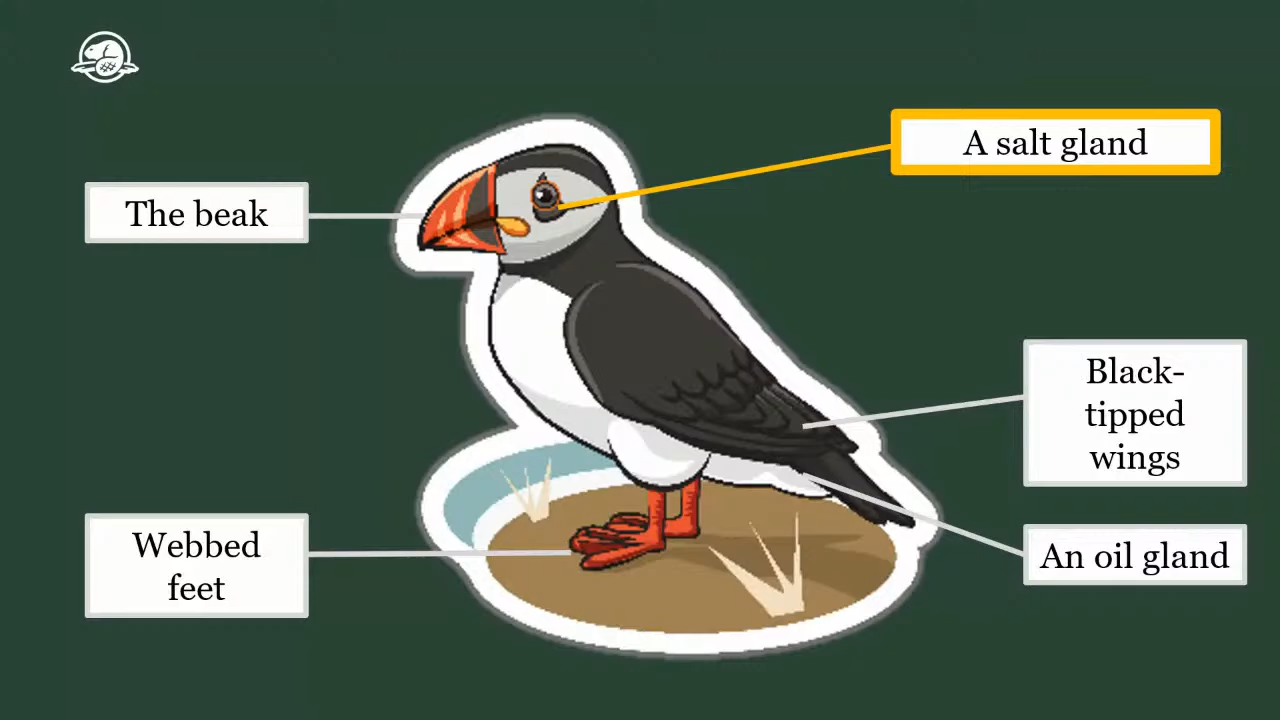 A salt gland
The beak
Black-
tipped
wings
Webbed
feet
An oil gland